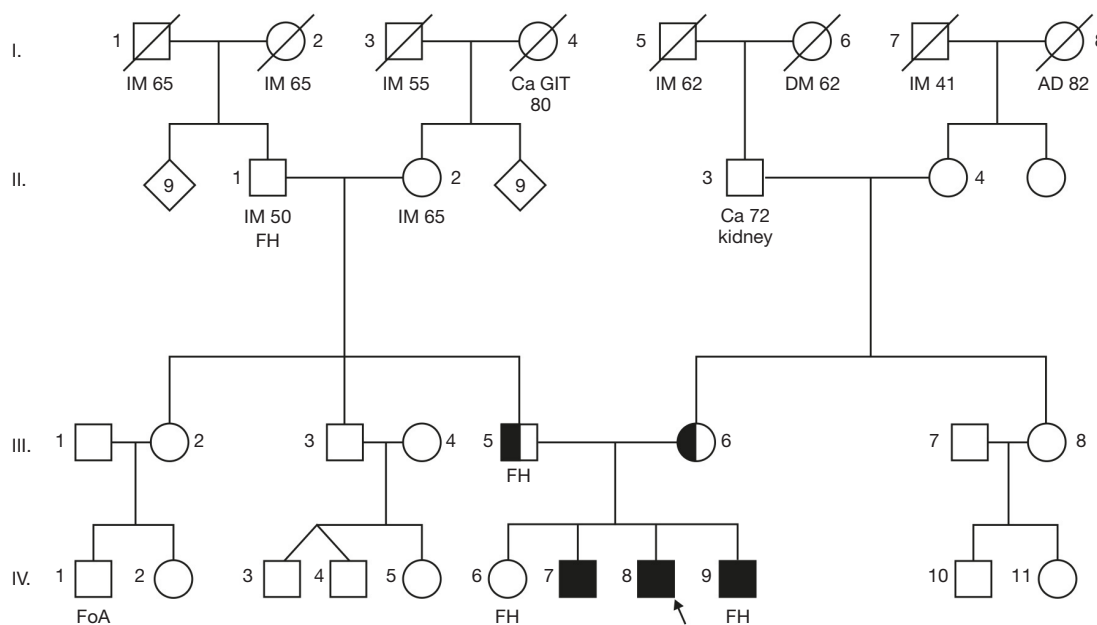 I.
1 2 3 4 5 6 7 8
IM 65 IM 65 IM 55 Ca GIT IM 62 DM 62 IM 41 AD 82
80
II.
9 1 2 9 3 4
IM 50 IM 65 Ca 72
FH kidney
III.
1 2 3 4 5 6 7 8
FH
IV.
1 2 3 4 5 6 7 8 9 10 11
FoA FH FH